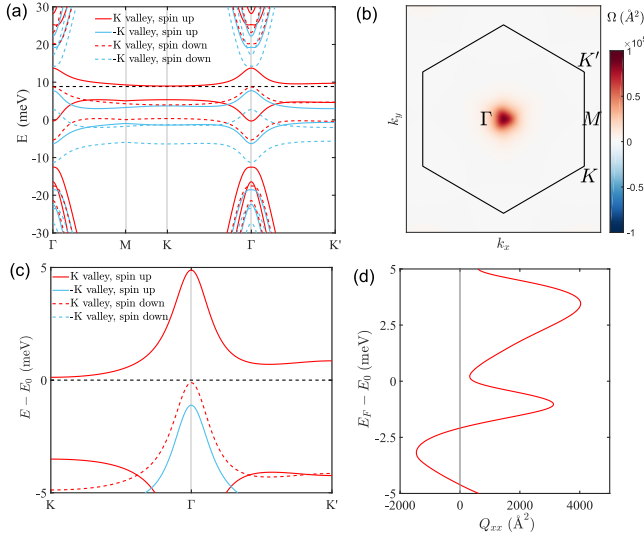 (a)
K valley, spin up
-K valley, spin up
K valley, spin down
-K valley, spin down
E (meV)
30
20
10
0
-10
-20
-30
Γ
M
K
Γ
K'
(b)
Ω (Å²)
K'
Γ
M
K
k_y
k_x
1
0.5
0
-0.5
-1
(c)
K valley, spin up
-K valley, spin up
K valley, spin down
-K valley, spin down
E − E₀ (meV)
5
0
-5
K
Γ
K'
(d)
E_F − E₀ (meV)
5
2.5
0
-2.5
-5
-2000
0
2000
4000
Q_xx (Å²)